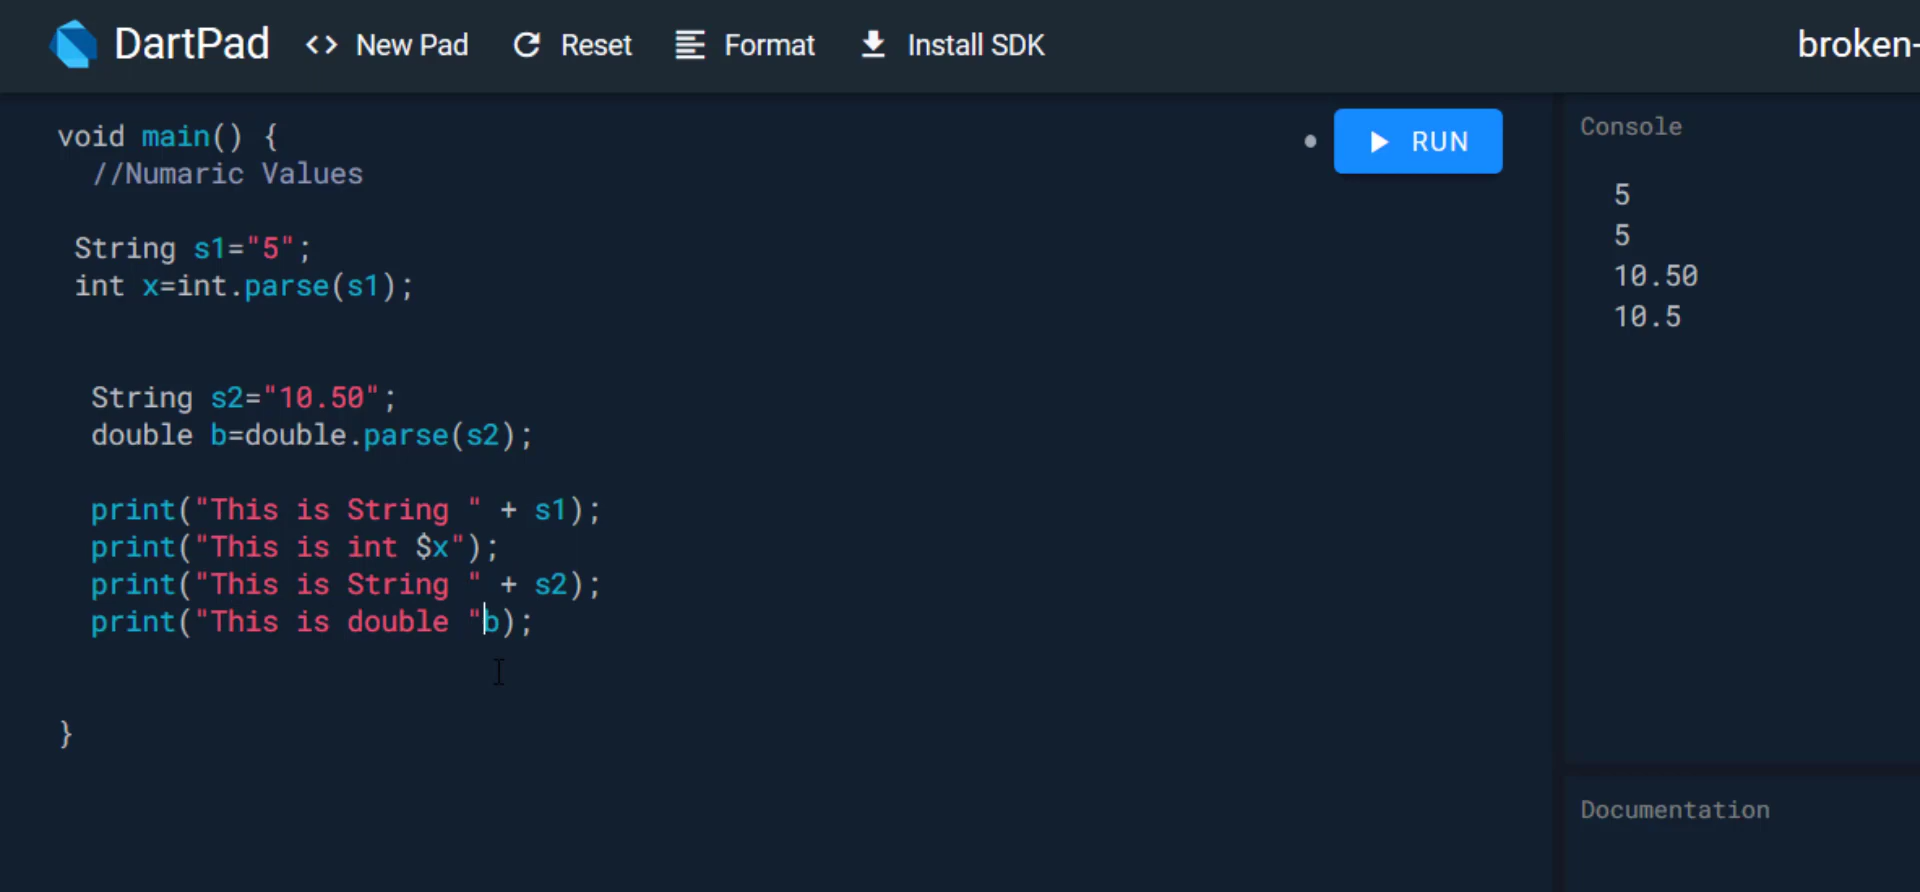 DartPad <> New Pad Reset Format Install SDK broken-
void main() {
//Numaric Values
RUN
String s1="5";
int x=int.parse(s1);
String s2="10.50";
double b=double.parse(s2);
print("This is String " + s1);
print("This is int $x");
print("This is String " + s2);
print("This is double "b);
}
Console
5
5
10.50
10.5
Documentation